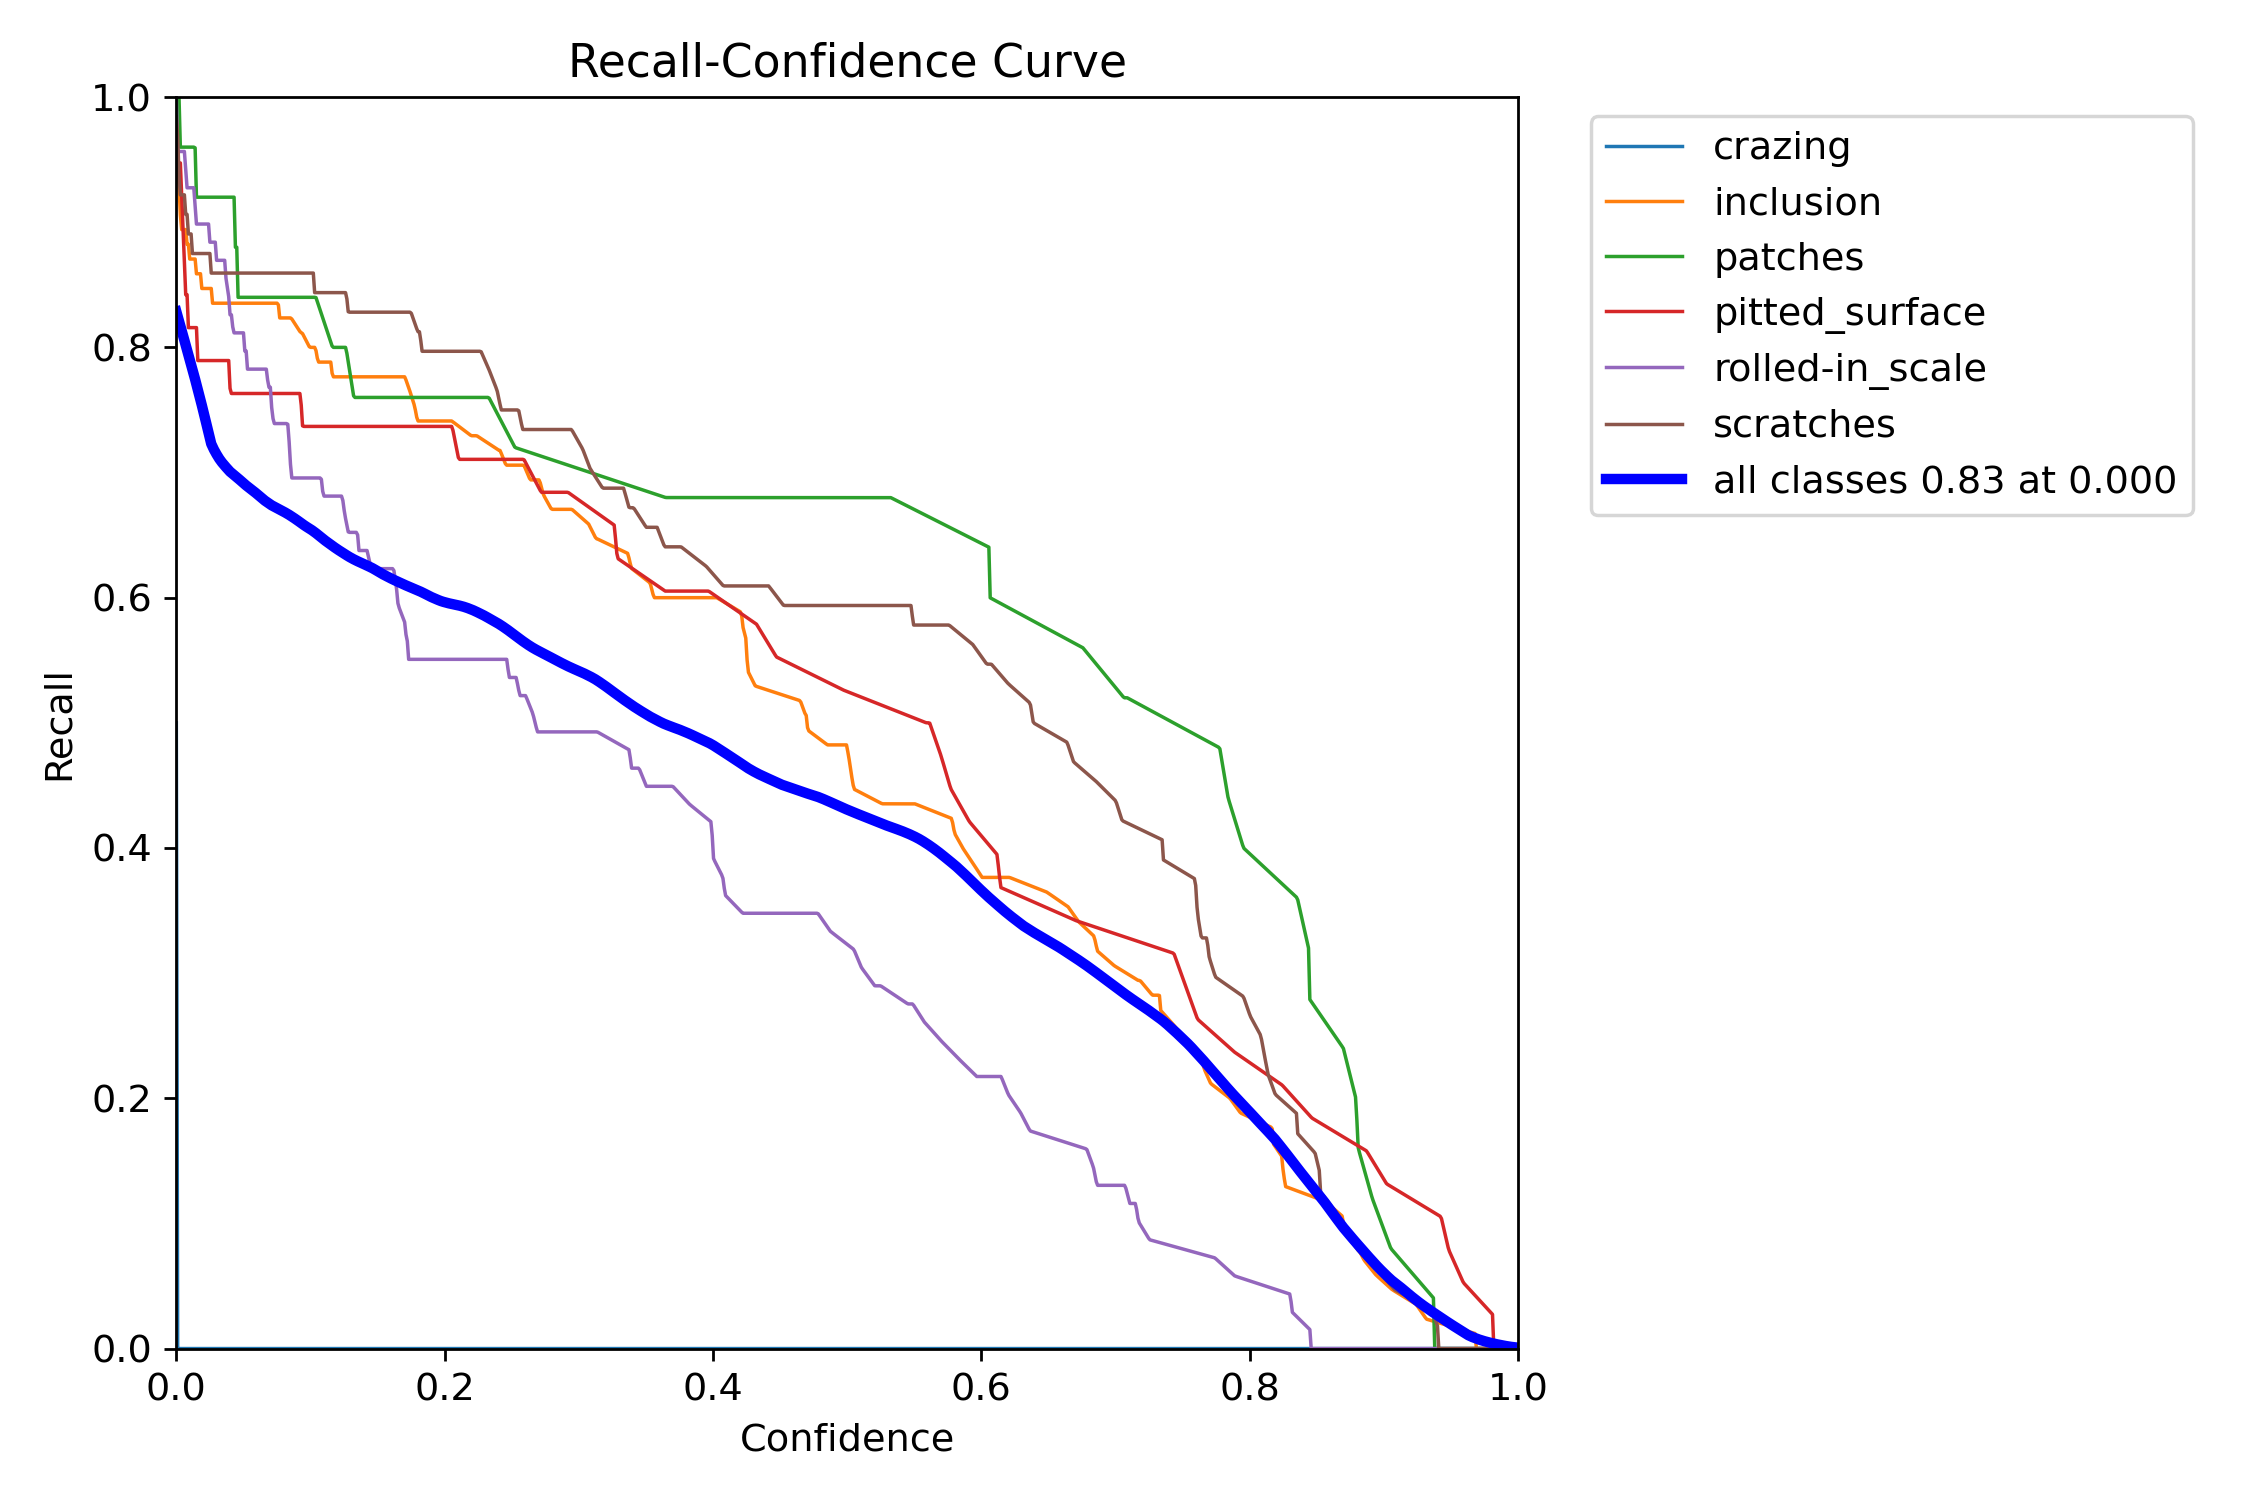 Recall-Confidence Curve
1.0
0.8
0.6
0.4
0.2
0.0
Recall
0.0 0.2 0.4 0.6 0.8 1.0
Confidence
crazing
inclusion
patches
pitted_surface
rolled-in_scale
scratches
all classes 0.83 at 0.000